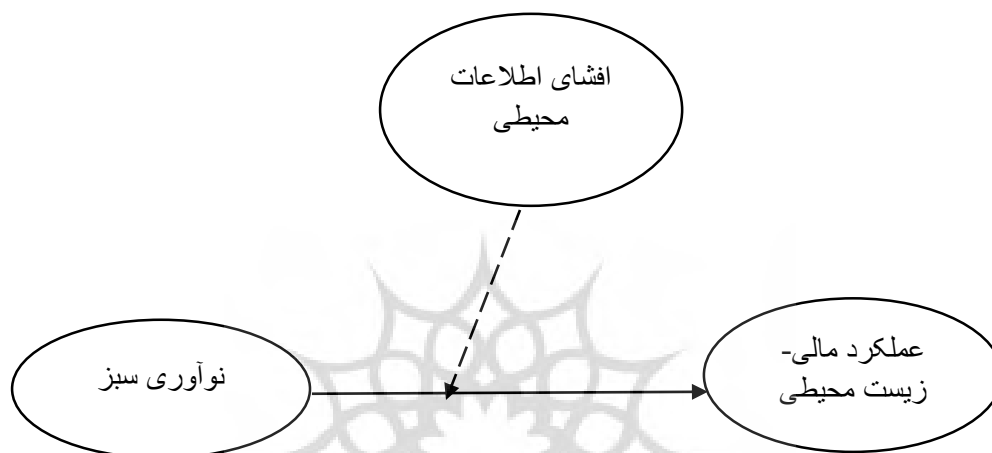 افشای اطلاعات
محیطی
عملکرد مالی-
زیست محیطی
نوآوری سبز